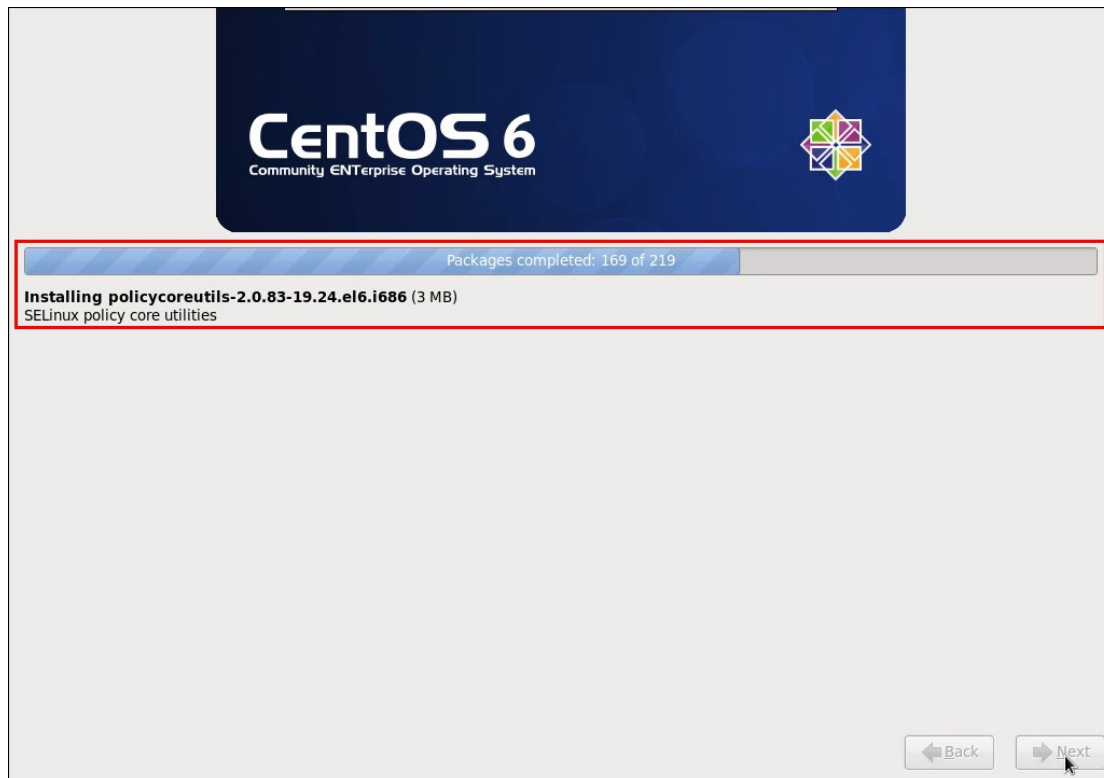 CentOS 6
Community ENTerprise Operating System
Packages completed: 169 of 219
Installing policycoreutils-2.0.83-19.24.el6.i686 (3 MB)
SELinux policy core utilities
Back
Next